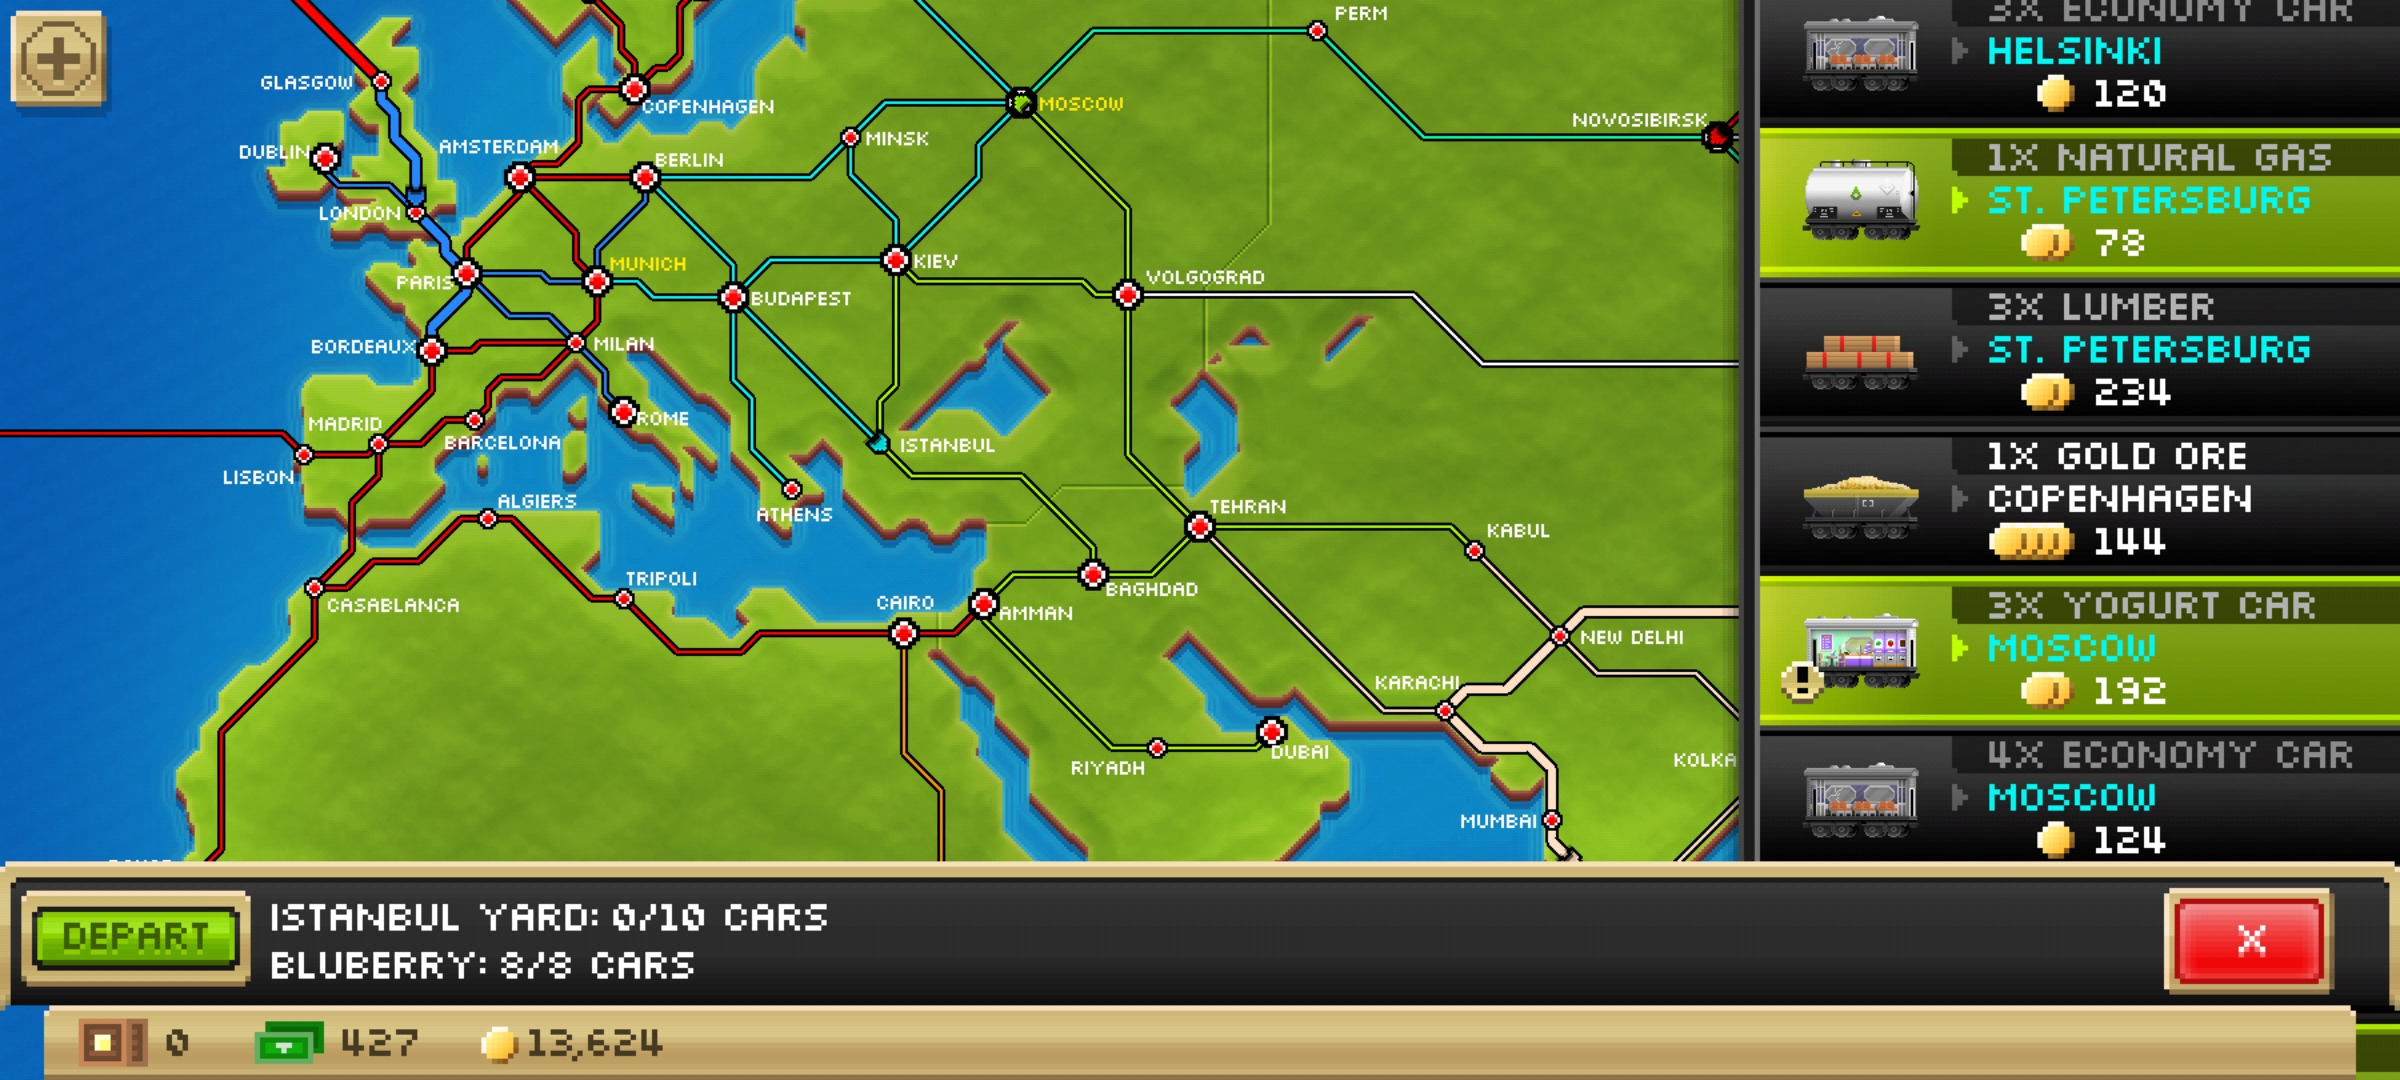 PERM
GLASGOW
COPENHAGEN
MOSCOW
NOVOSIBIRSK
MINSK
AMSTERDAM
DUBLIN
BERLIN
LONDON
KIEV
MUNICH
VOLGOGRAD
PARIS
BUDAPEST
BORDEAUX
MILAN
MADRID
ROME
BARCELONA
ISTANBUL
LISBON
ALGIERS
ATHENS
TEHRAN
KABUL
TRIPOLI
CASABLANCA
CAIRO
BAGHDAD
AMMAN
NEW DELHI
KARACHI
DUBAI
RIYADH
KOLKA
MUMBAI
3X ECONOMY CAR
HELSINKI
120
1X NATURAL GAS
ST. PETERSBURG
78
3X LUMBER
ST. PETERSBURG
234
1X GOLD ORE
COPENHAGEN
144
3X YOGURT CAR
MOSCOW
192
4X ECONOMY CAR
MOSCOW
124
DEPART
ISTANBUL YARD: 0/10 CARS
BLUBERRY: 8/8 CARS
X
0
427
13,624